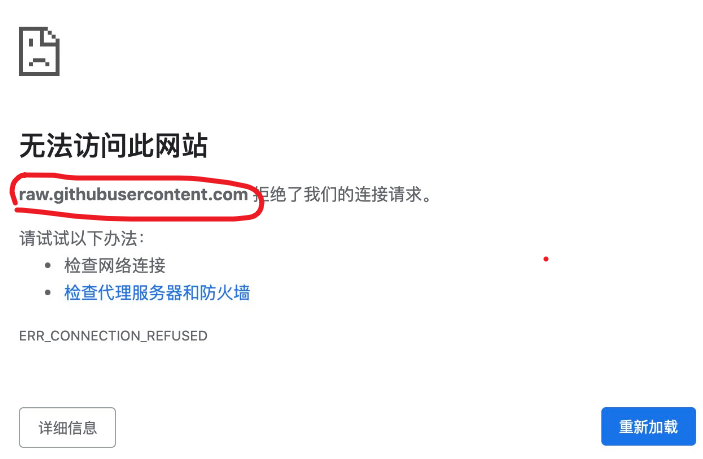 无法访问此网站
raw.githubusercontent.com 拒绝了我们的连接请求。
请试试以下办法：
• 检查网络连接
• 检查代理服务器和防火墙
ERR_CONNECTION_REFUSED
详细信息
重新加载